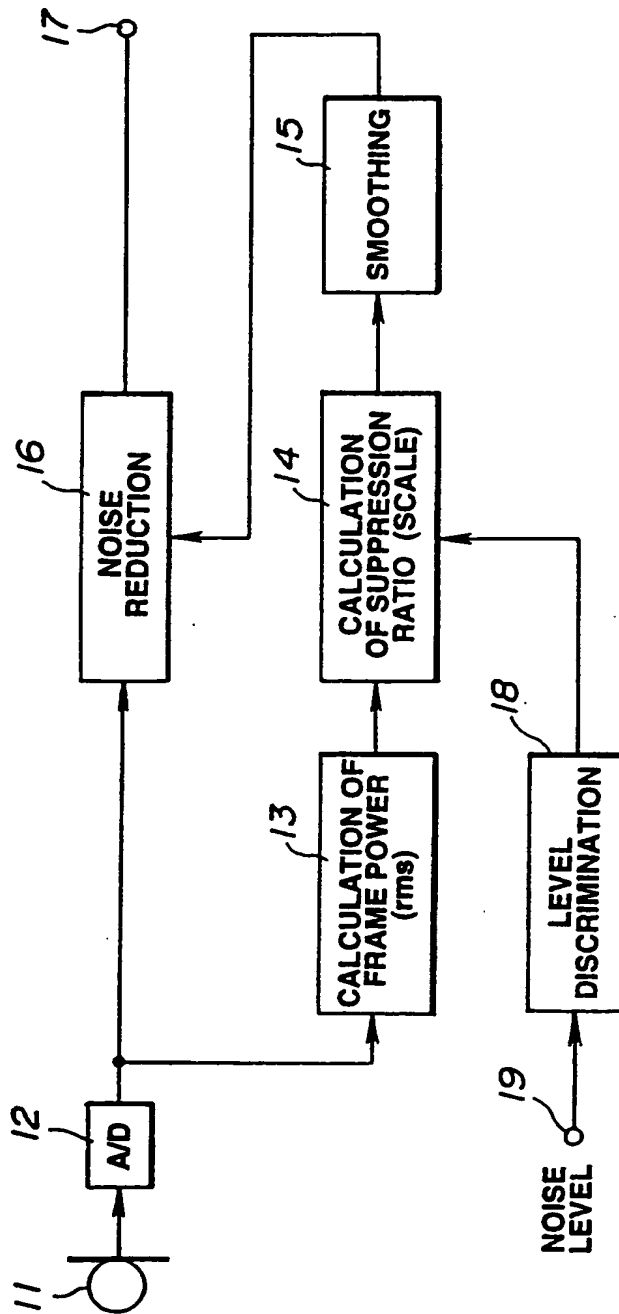 11
12
A/D
16
NOISE
REDUCTION
17
13
CALCULATION OF
FRAME POWER
(rms)
14
CALCULATION
OF SUPPRESSION
RATIO (SCALE)
15
SMOOTHING
NOISE
LEVEL
19
18
LEVEL
DISCRIMINATION